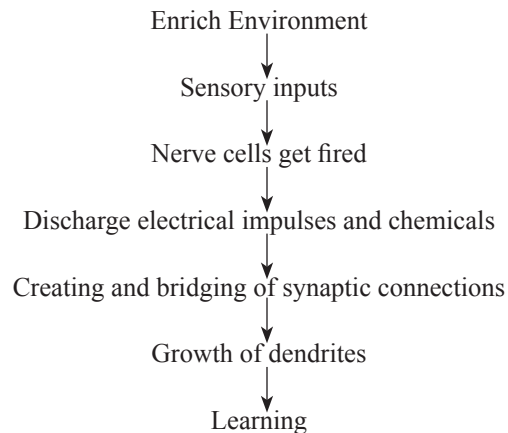 Enrich Environment
Sensory inputs
Nerve cells get fired
Discharge electrical impulses and chemicals
Creating and bridging of synaptic connections
Growth of dendrites
Learning